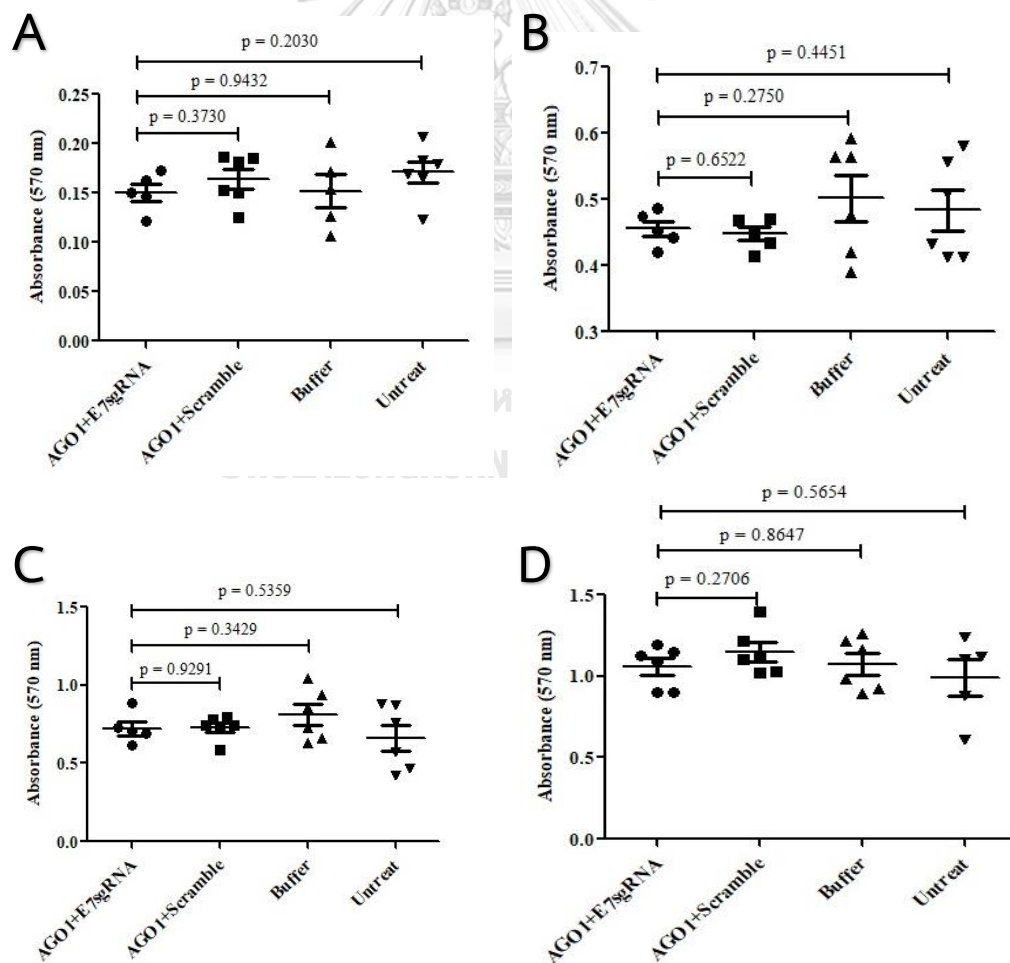 A
p = 0.2030
p = 0.9432
p = 0.3730
0.25
0.20
0.15
0.10
0.05
0.00
Absorbance (570 nm)
AGO1+E7sgRNA
AGO1+Scramble
Buffer
Untreat
B
p = 0.4451
p = 0.2750
p = 0.6522
0.7
0.6
0.5
0.4
0.3
Absorbance (570 nm)
AGO1+E7sgRNA
AGO1+Scramble
Buffer
Untreat
C
p = 0.5359
p = 0.3429
p = 0.9291
1.5
1.0
0.5
0.0
Absorbance (570 nm)
AGO1+E7sgRNA
AGO1+Scramble
Buffer
Untreat
D
p = 0.5654
p = 0.8647
p = 0.2706
1.5
1.0
0.5
0.0
Absorbance (570 nm)
AGO1+E7sgRNA
AGO1+Scramble
Buffer
Untreat